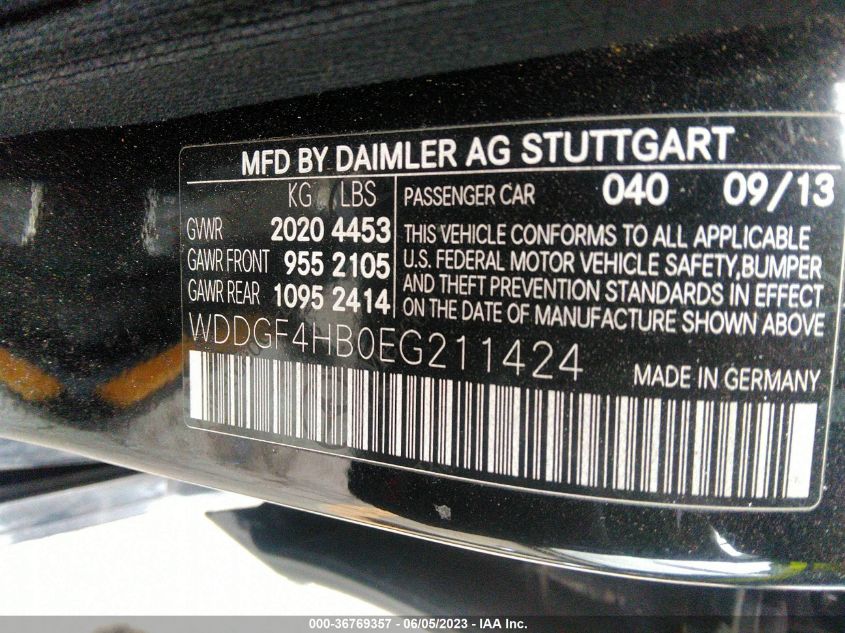 MFD BY DAIMLER AG STUTTGART
KG LBS
GVWR 2020 4453
GAWR FRONT 955 2105
GAWR REAR 1095 2414
PASSENGER CAR 040 09/13
THIS VEHICLE CONFORMS TO ALL APPLICABLE
U.S. FEDERAL MOTOR VEHICLE SAFETY,BUMPER
AND THEFT PREVENTION STANDARDS IN EFFECT
ON THE DATE OF MANUFACTURE SHOWN ABOVE
WDDGF4HB0EG211424
MADE IN GERMANY
000-36769357 - 06/05/2023 - IAA Inc.